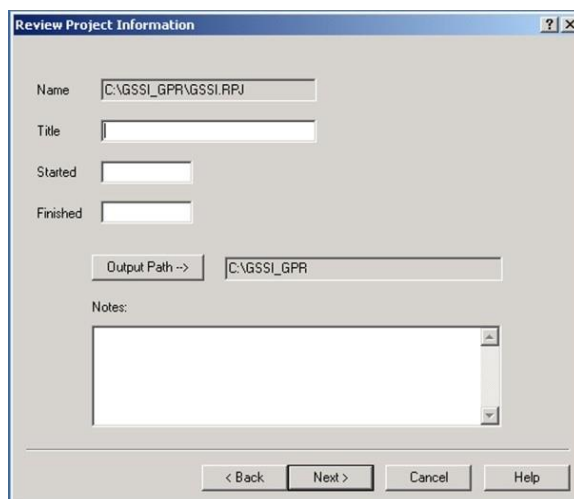 Review Project Information
Name C:\GSSI_GPR\GSSI.RPJ
Title
Started
Finished
Output Path --> C:\GSSI_GPR
Notes:
< Back Next > Cancel Help